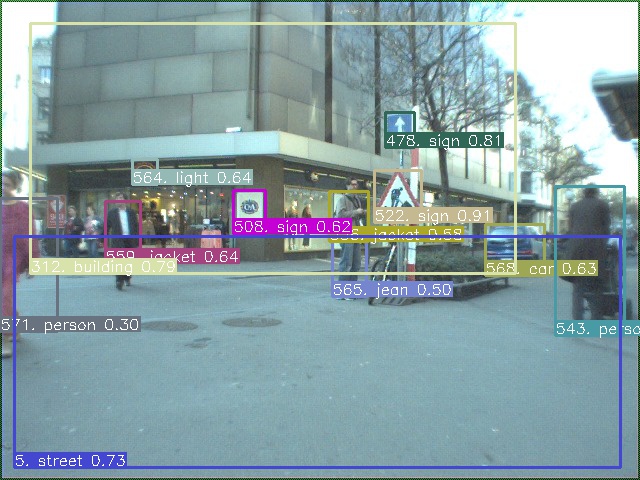 478. sign 0.81
564. light 0.64
522. sign 0.91
508. sign 0.62
556. jacket 0.58
559. jacket 0.64
312. building 0.79
568. car 0.63
565. jean 0.50
571. person 0.30
543. perso
5. street 0.73